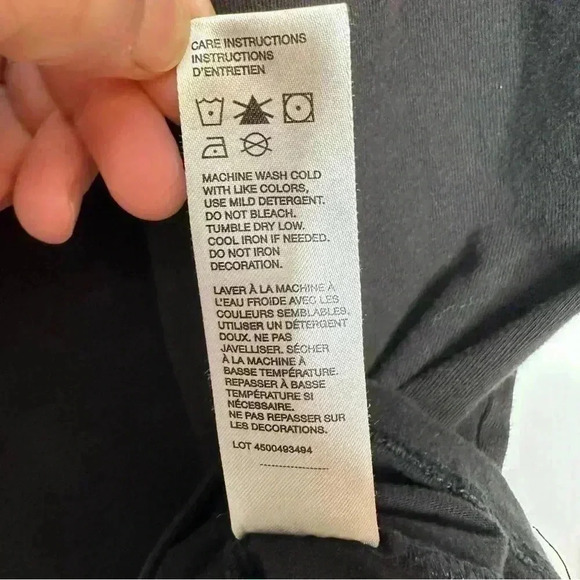 CARE INSTRUCTIONS
INSTRUCTIONS
D'ENTRETIEN
MACHINE WASH COLD
WITH LIKE COLORS,
USE MILD DETERGENT.
DO NOT BLEACH.
TUMBLE DRY LOW.
COOL IRON IF NEEDED.
DO NOT IRON
DECORATION.
LAVER À LA MACHINE À
L'EAU FROIDE AVEC LES
COULEURS SEMBLABLES.
UTILISER UN DÉTERGENT
DOUX. NE PAS
JAVELLISER. SÉCHER
À LA MACHINE À
BASSE TEMPÉRATURE.
REPASSER À BASSE
TEMPÉRATURE SI
NÉCESSAIRE.
NE PAS REPASSER SUR
LES DECORATIONS.
LOT 4500493494